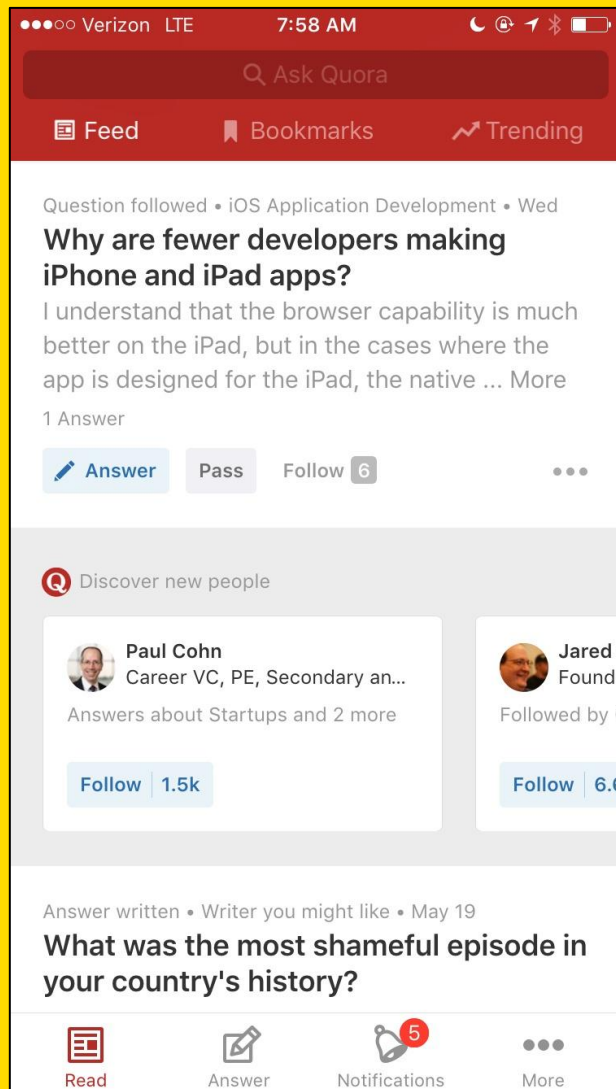 Verizon LTE 7:58 AM
Ask Quora
Feed Bookmarks Trending
Question followed • iOS Application Development • Wed
Why are fewer developers making
iPhone and iPad apps?
I understand that the browser capability is much
better on the iPad, but in the cases where the
app is designed for the iPad, the native ... More
1 Answer
Answer Pass Follow 6
Q Discover new people
Paul Cohn
Career VC, PE, Secondary an...
Answers about Startups and 2 more
Follow 1.5k
Jared
Found
Followed by
Follow
Answer written • Writer you might like • May 19
What was the most shameful episode in
your country's history?
5
Read Answer Notifications More